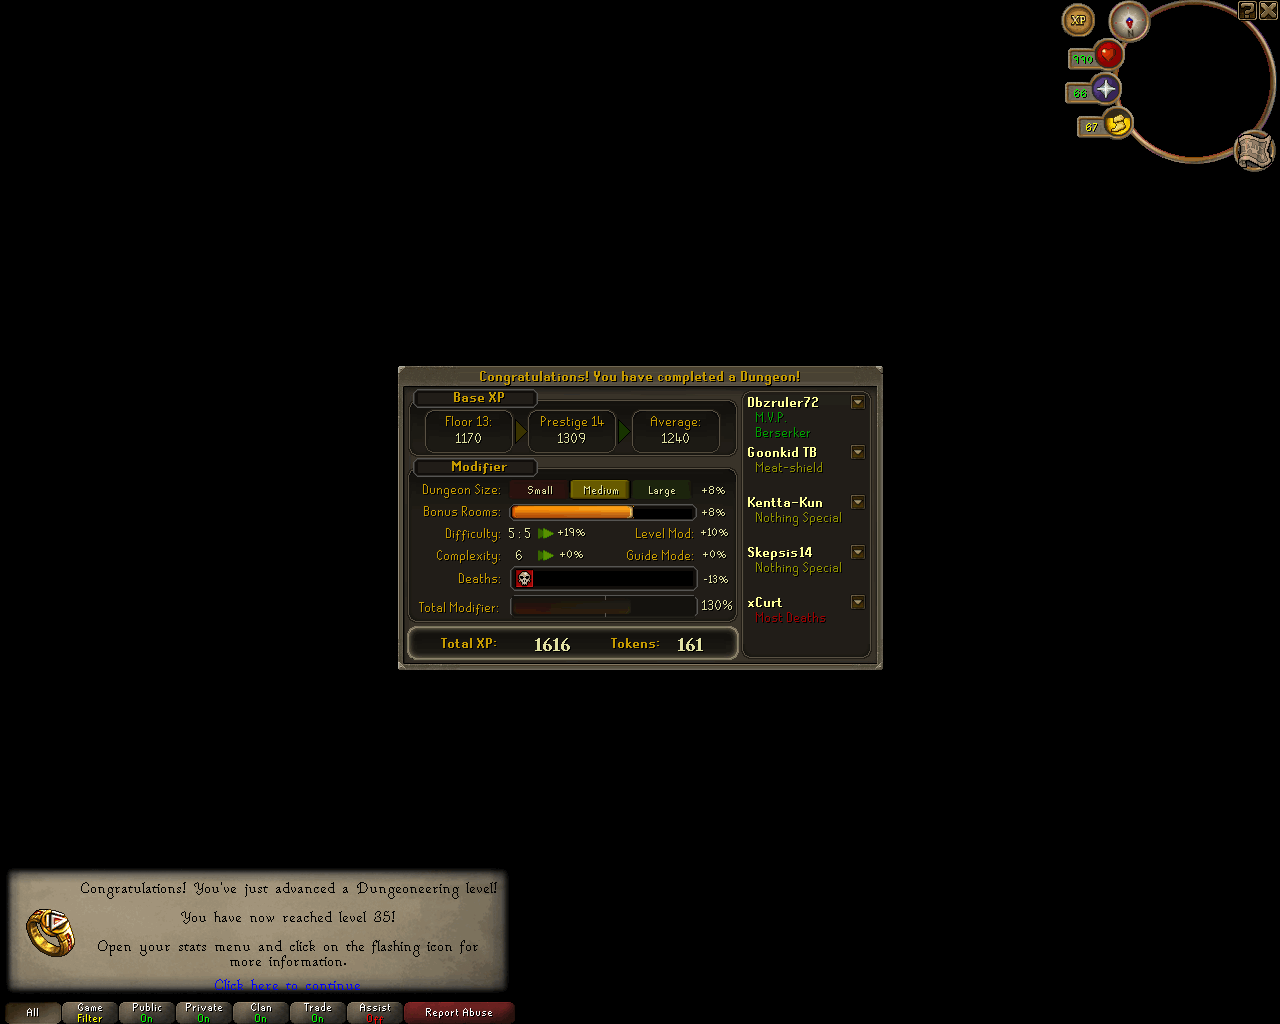 XP
N
990
66
67
?
Congratulations! You have completed a Dungeon!
Base XP
Floor 13:
1170
Prestige 14
1309
Average:
1240
Modifier
Dungeon Size: Small Medium Large +8%
Bonus Rooms: +8%
Difficulty: 5 : 5 +19% Level Mod: +10%
Complexity: 6 +0% Guide Mode: +0%
Deaths: -13%
Total Modifier: 130%
Total XP: 1616 Tokens: 161
Dbzruler72
M.V.P.
Berserker
Goonkid TB
Meat-shield
Kentta-Kun
Nothing Special
Skepsis14
Nothing Special
xCurt
Most Deaths
Congratulations! You've just advanced a Dungeoneering level!
You have now reached level 35!
Open your stats menu and click on the flashing icon for
more information.
Click here to continue
All
Game
Filter
Public
On
Private
On
Clan
On
Trade
On
Assist
Off
Report Abuse